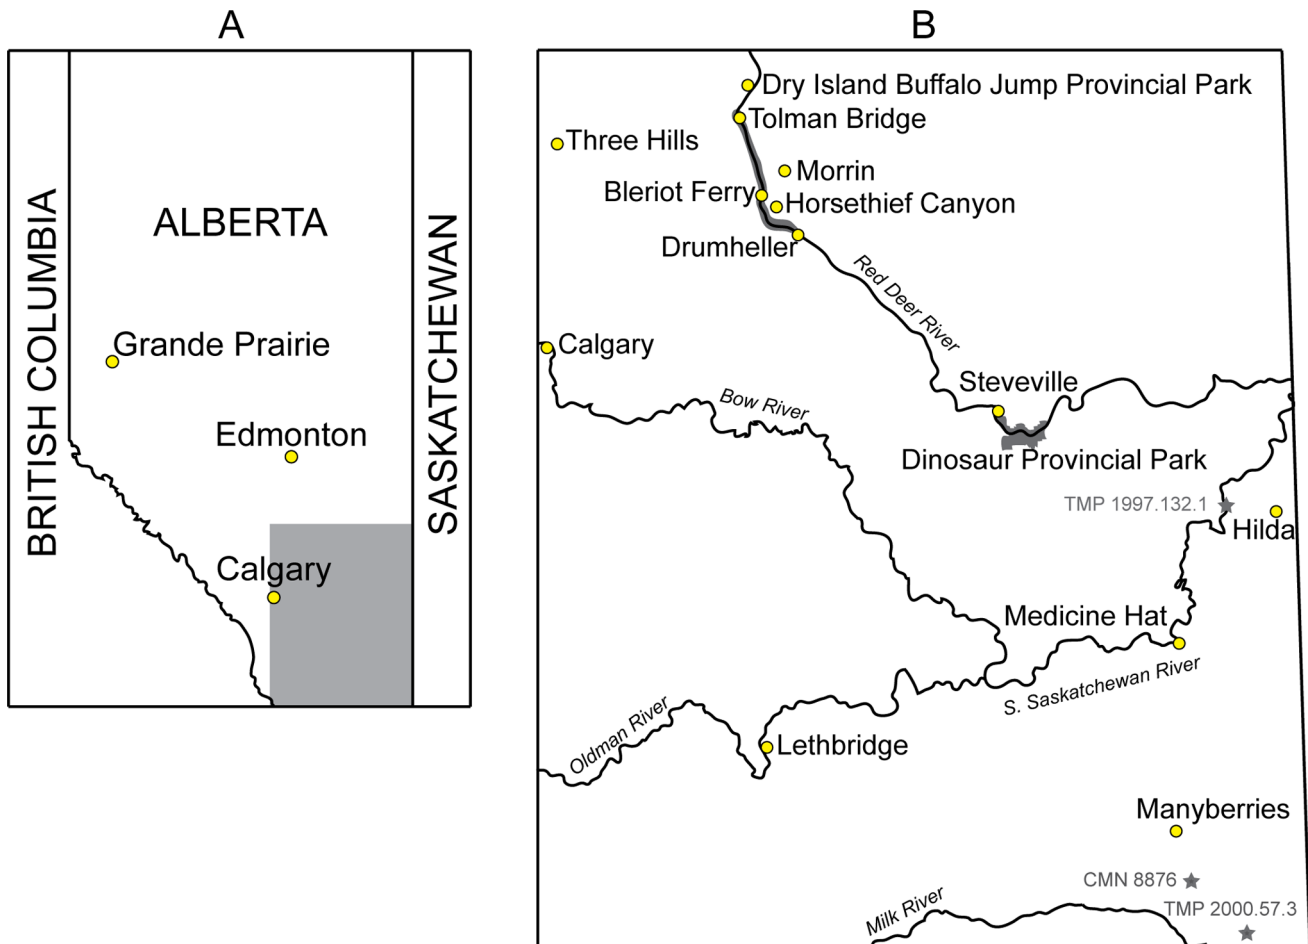 A
BRITISH COLUMBIA
ALBERTA
SASKATCHEWAN
Grande Prairie
Edmonton
Calgary
B
Dry Island Buffalo Jump Provincial Park
Tolman Bridge
Three Hills
Morrin
Bleriot Ferry
Horsethief Canyon
Drumheller
Red Deer River
Calgary
Steveville
Bow River
Dinosaur Provincial Park
TMP 1997.132.1
Hilda
Medicine Hat
S. Saskatchewan River
Oldman River
Lethbridge
Manyberries
CMN 8876
Milk River
TMP 2000.57.3